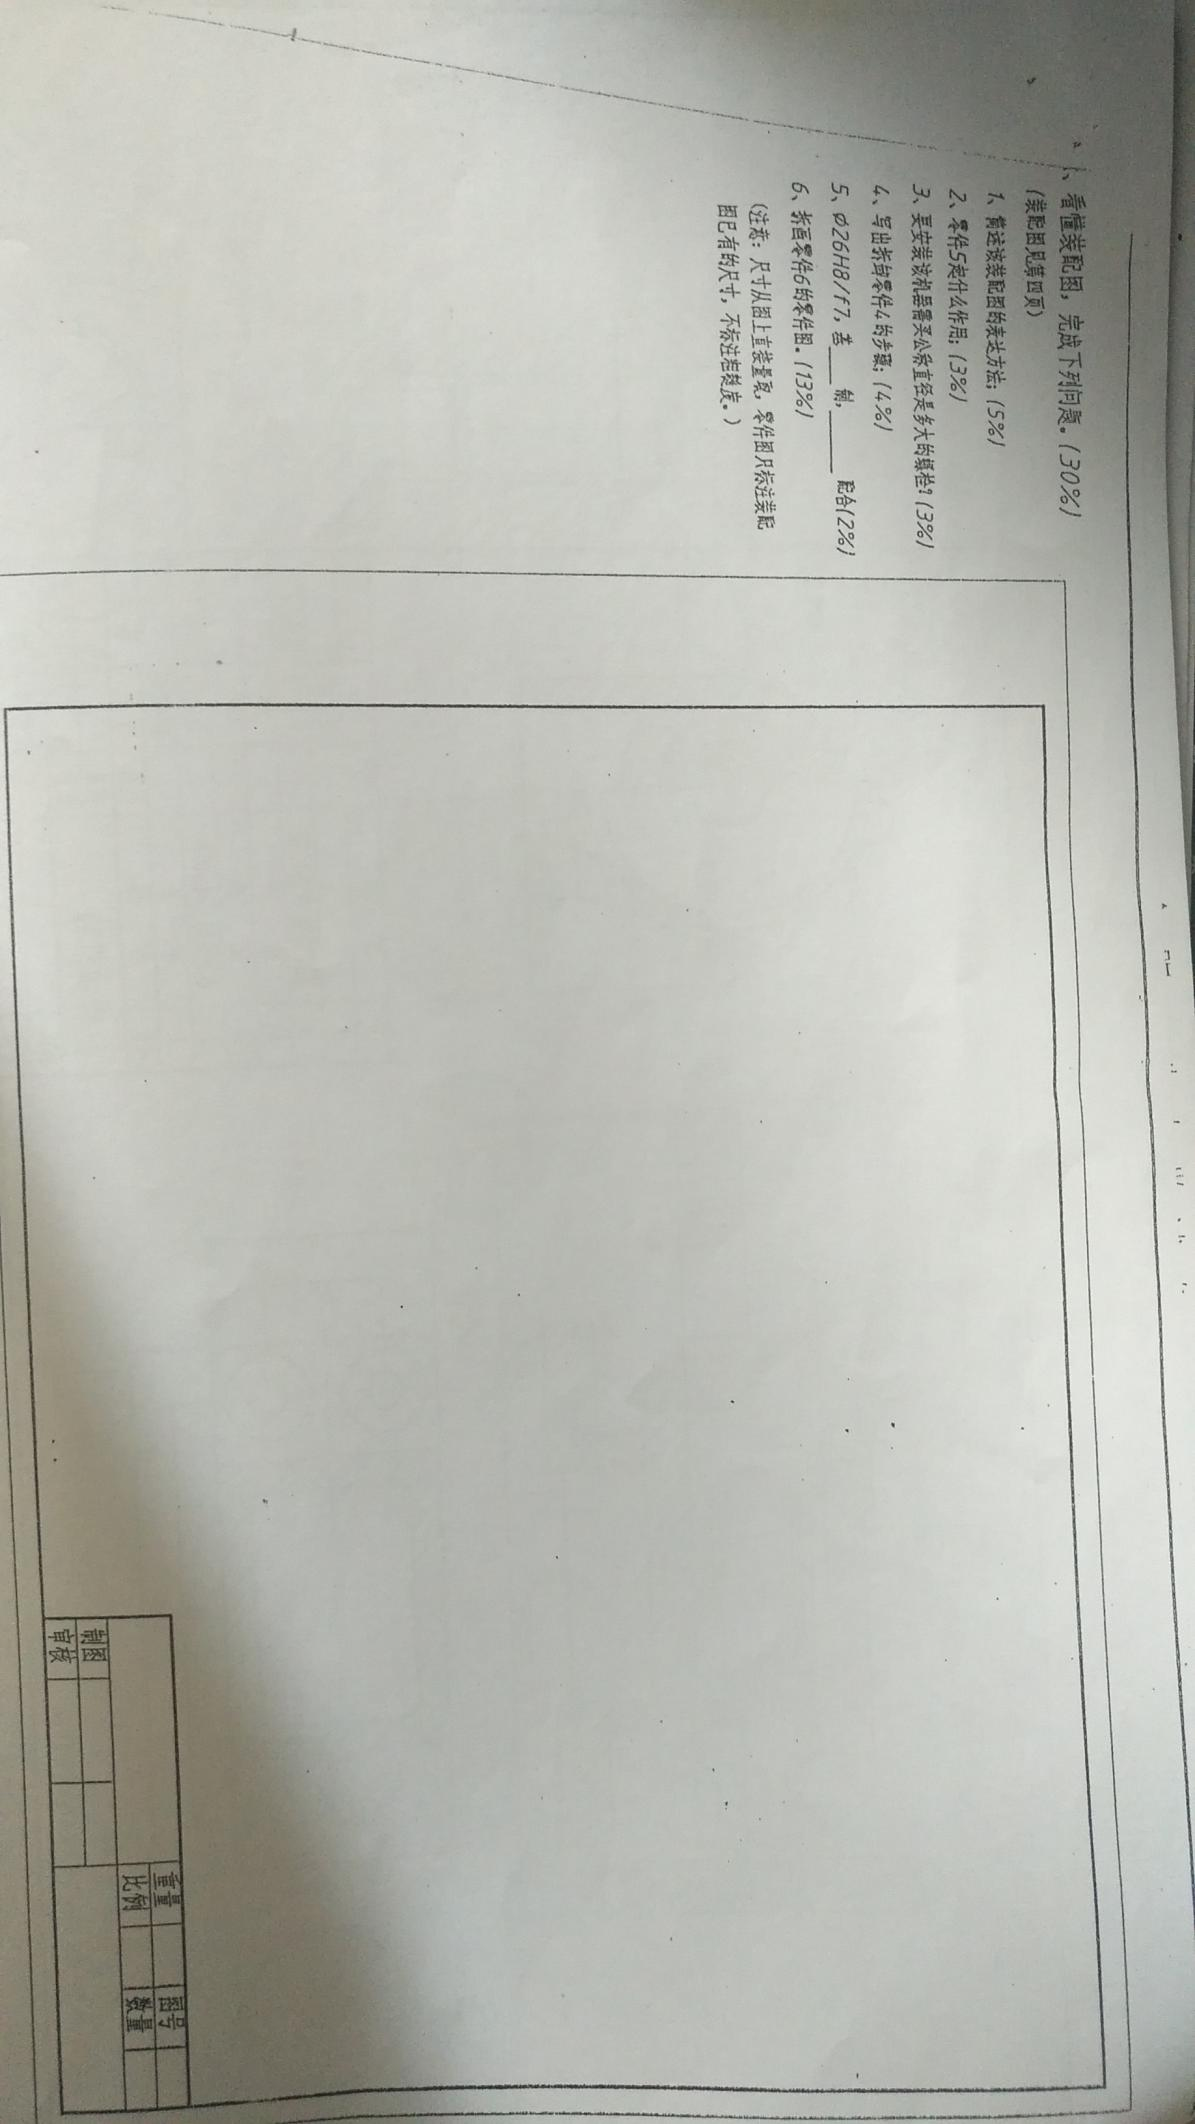 、看懂装配图，完成下列问题。(30%)
(装配图见第四页)
1、简述该装配图的表达方法；(5%)
2、零件5起什么作用；(3%)
3、要安装该机器需买公称直径是多大的螺栓？(3%)
4、写出拆卸零件4的步骤；(4%)
5、Ø26H8/f7，基____制，______配合(2%)
6、拆画零件6的零件图。(13%)
(注意：尺寸从图上直接量取，零件图只标注装配
图已有的尺寸，不标注粗糙度。)
重量 图号
比例 数量
制图
审核